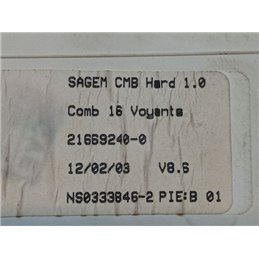 SAGEM CMB Hard 1.0
Comb 16 Voyants
21669240-0
12/02/03 V8.6
NS0333846-2 PIE:B 01